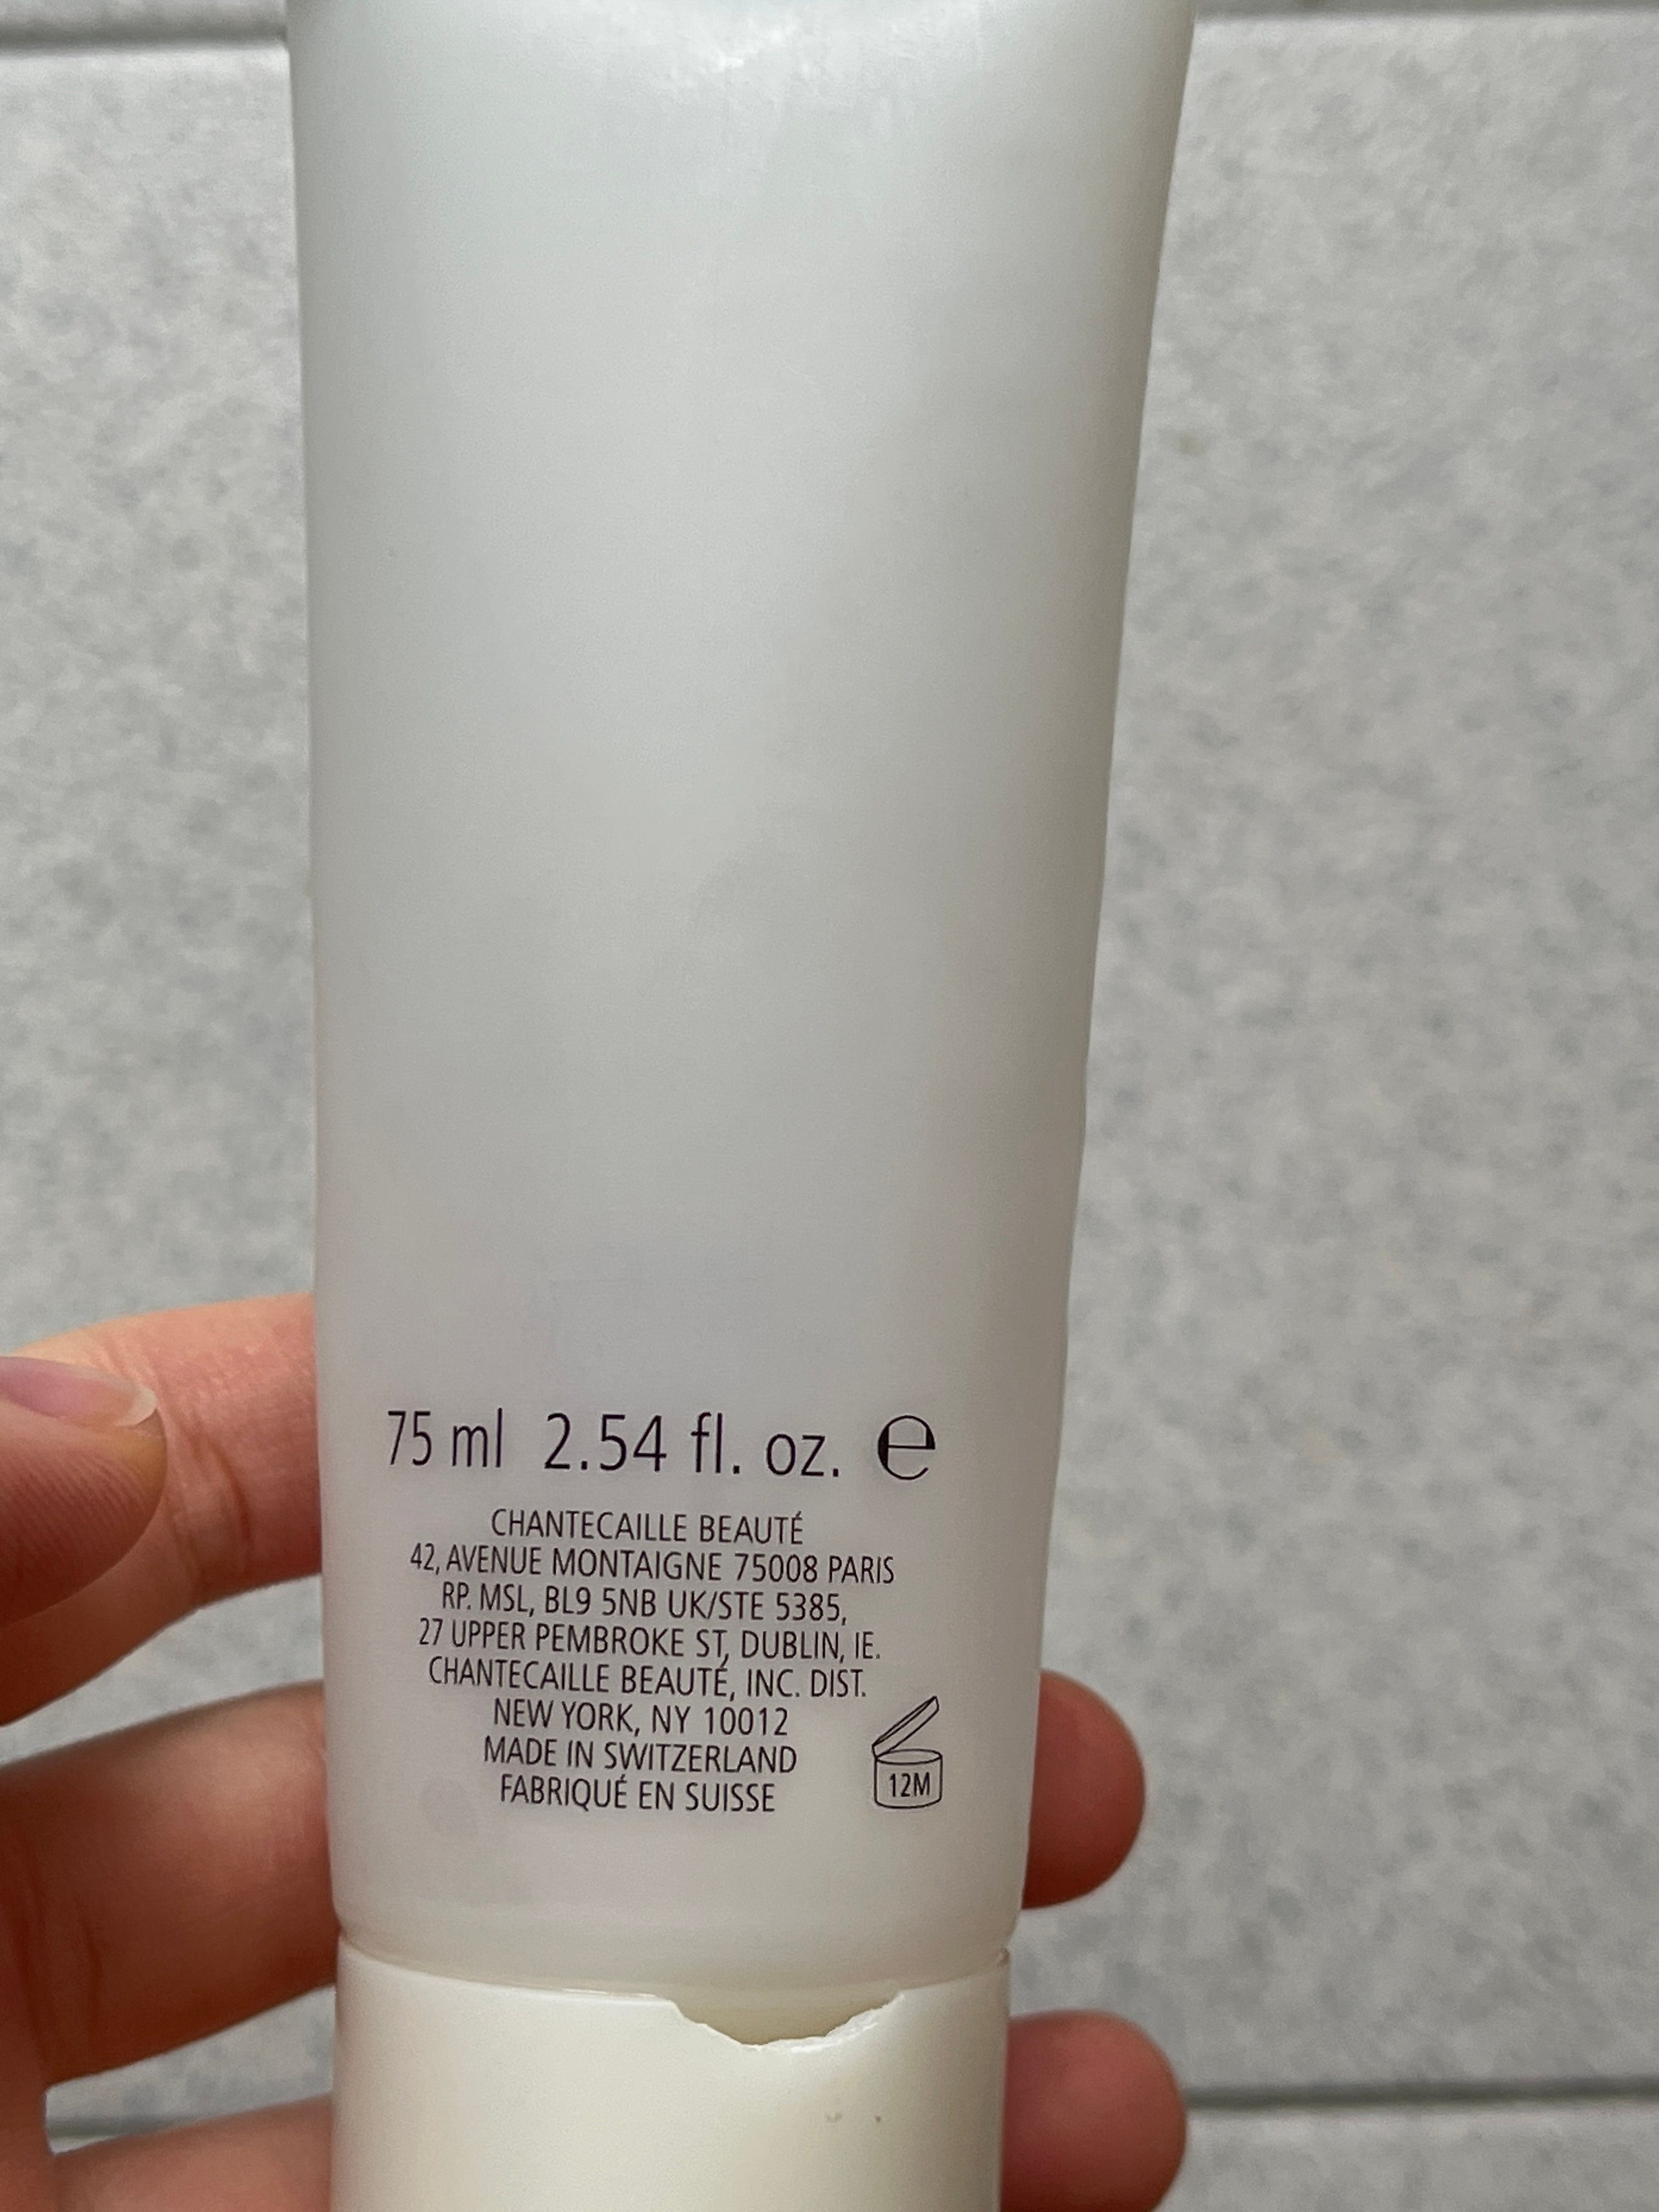 75 ml 2.54 fl. oz. ℮
CHANTECAILLE BEAUTÉ
42, AVENUE MONTAIGNE 75008 PARIS
RP. MSL, BL9 5NB UK/STE 5385,
27 UPPER PEMBROKE ST, DUBLIN, IE.
CHANTECAILLE BEAUTÉ, INC. DIST.
NEW YORK, NY 10012
MADE IN SWITZERLAND
FABRIQUÉ EN SUISSE
12M